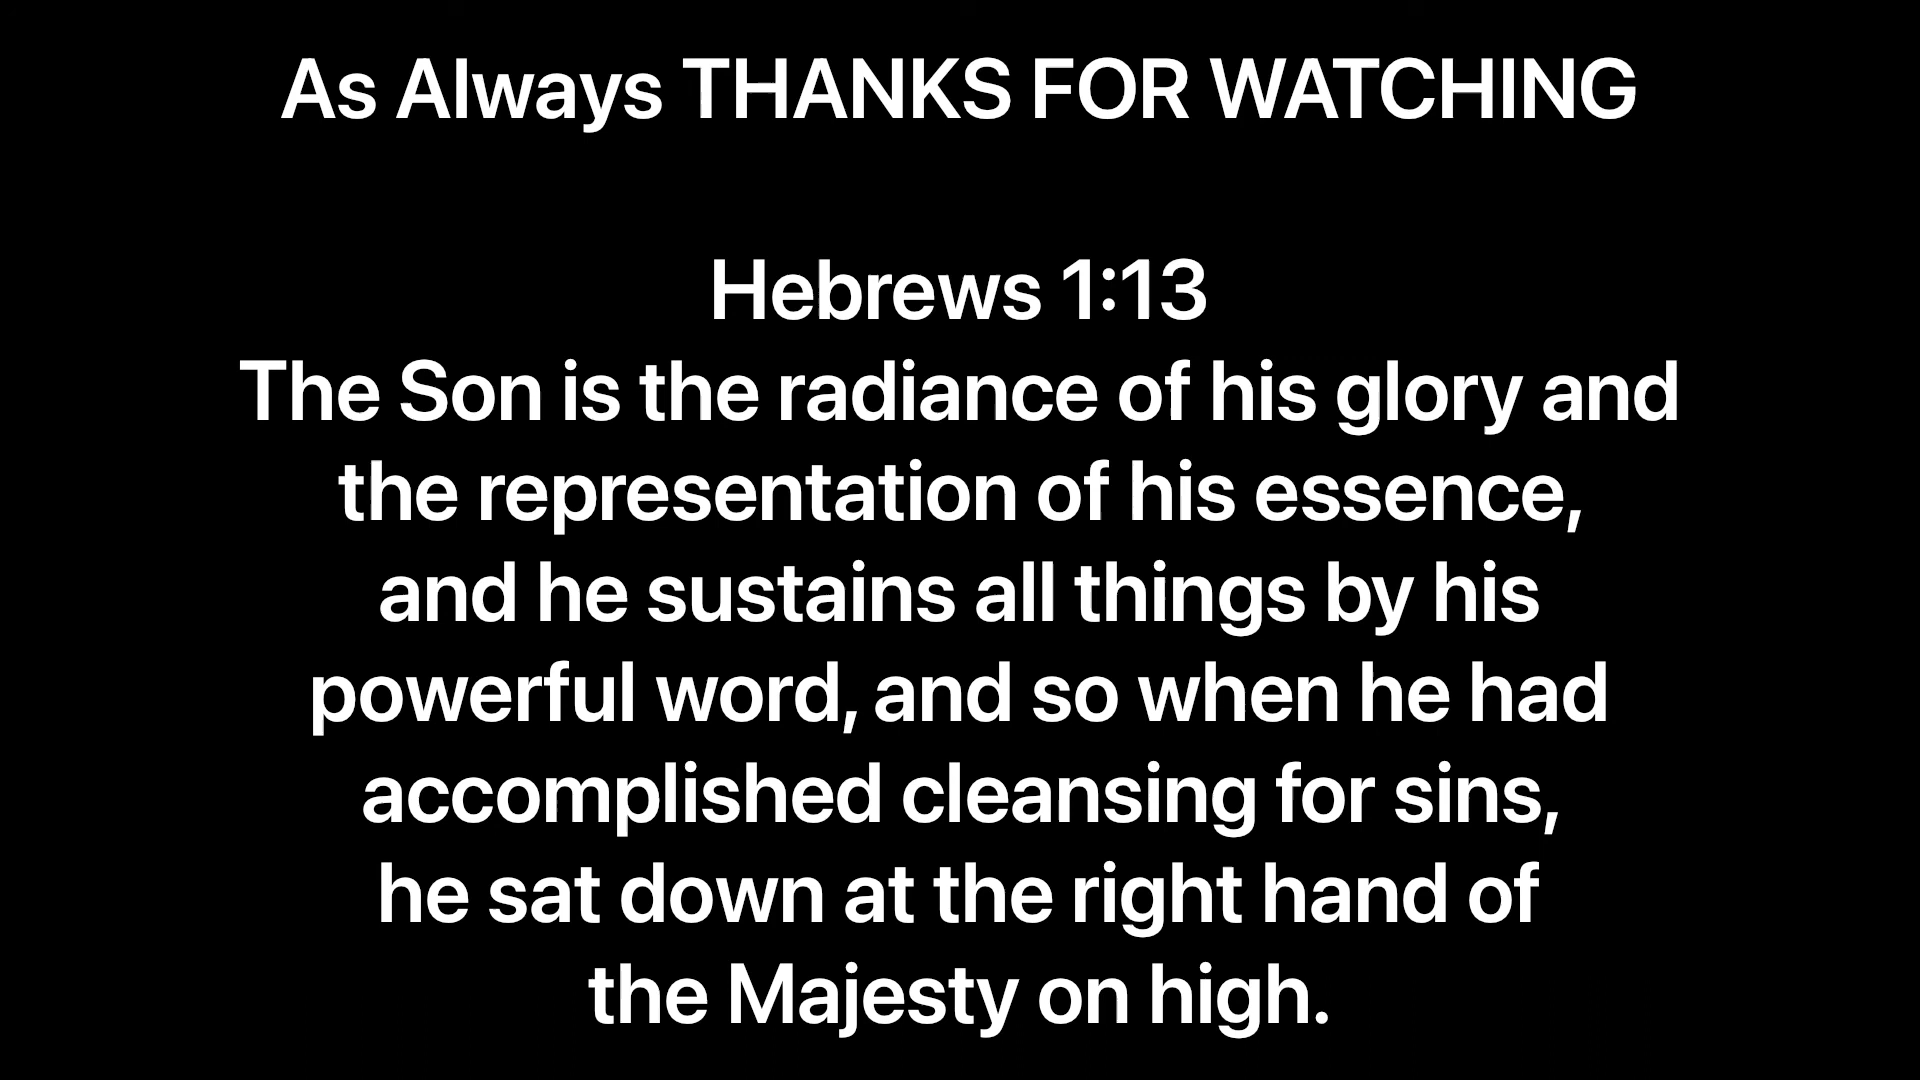 As Always THANKS FOR WATCHING
Hebrews 1:13
The Son is the radiance of his glory and
the representation of his essence,
and he sustains all things by his
powerful word, and so when he had
accomplished cleansing for sins,
he sat down at the right hand of
the Majesty on high.